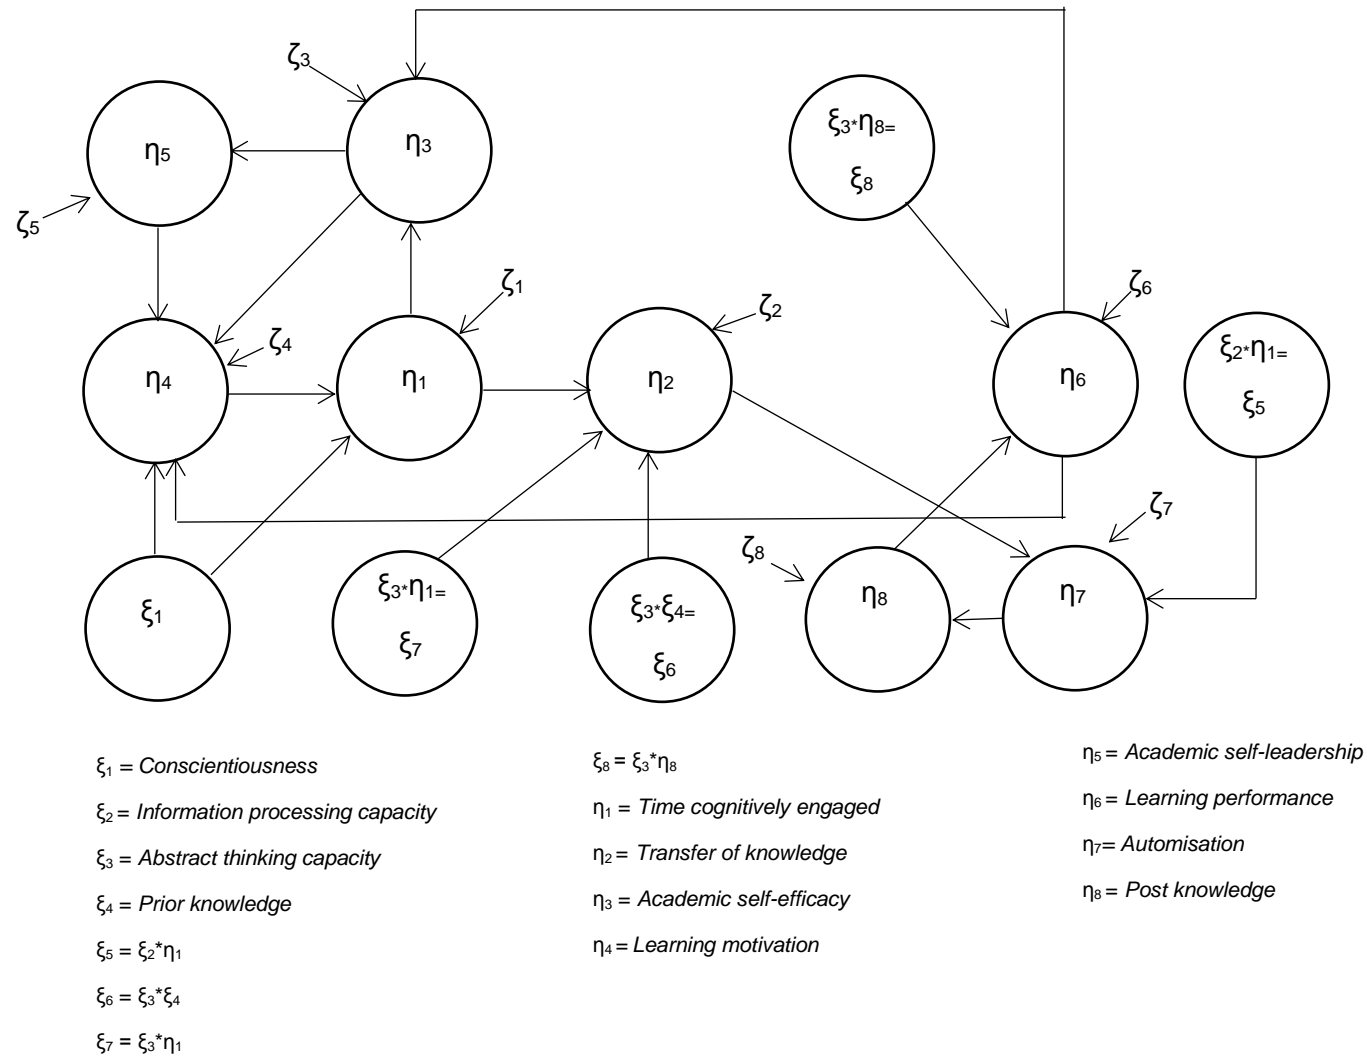 ζ3
ξ3*η8=
ξ8
η5
η3
ζ5
ζ1
ζ2
ζ6
ζ4
ξ2*η1=
ξ5
η4
η1
η2
η6
ζ7
ζ8
ξ1
ξ3*η1=
ξ7
ξ3*ξ4=
ξ6
η8
η7
ξ1 = Conscientiousness
ξ2 = Information processing capacity
ξ3 = Abstract thinking capacity
ξ4 = Prior knowledge
ξ5 = ξ2*η1
ξ6 = ξ3*ξ4
ξ7 = ξ3*η1
ξ8 = ξ3*η8
η1 = Time cognitively engaged
η2 = Transfer of knowledge
η3 = Academic self-efficacy
η4 = Learning motivation
η5 = Academic self-leadership
η6 = Learning performance
η7= Automisation
η8 = Post knowledge